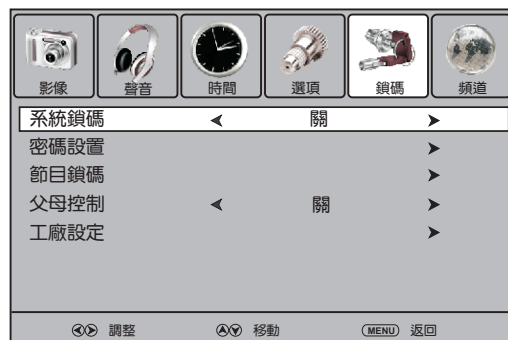 影像 聲音 時間 選項 鎖碼 頻道
系統鎖碼 關
密碼設置
節目鎖碼
父母控制 關
工廠設定
調整 移動 MENU 返回